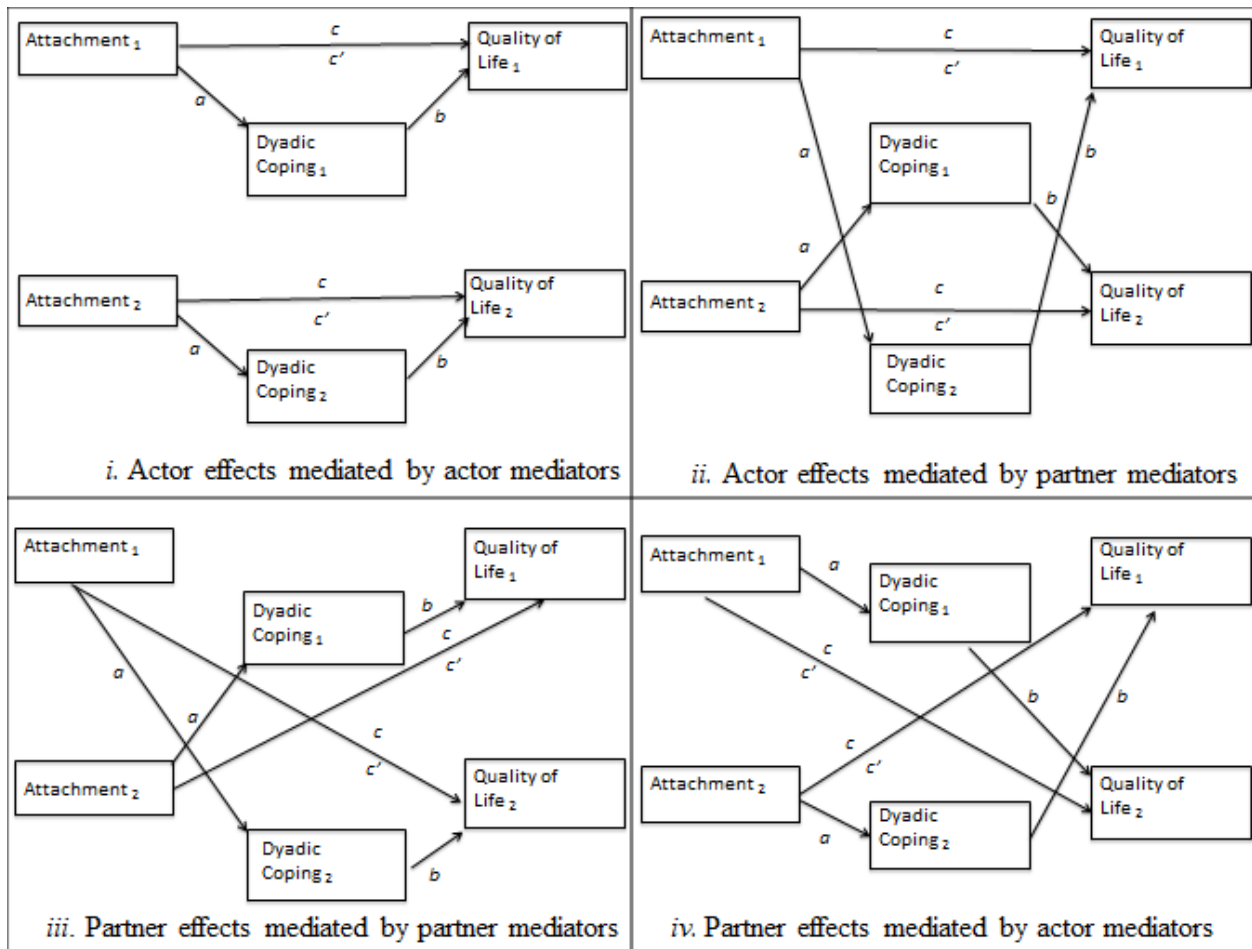 Attachment 1
c
c'
Quality of
Life 1
a
b
Dyadic
Coping 1
Attachment 2
c
c'
Quality of
Life 2
a
b
Dyadic
Coping 2
i. Actor effects mediated by actor mediators
Attachment 1
c
c'
Quality of
Life 1
a
Dyadic
Coping 1
b
b
a
Attachment 2
c
c'
Quality of
Life 2
Dyadic
Coping 2
ii. Actor effects mediated by partner mediators
Attachment 1
Quality of
Life 1
Dyadic
Coping 1
b
c
c'
a
a
c
c'
Attachment 2
Quality of
Life 2
Dyadic
Coping 2
b
iii. Partner effects mediated by partner mediators
Attachment 1
a
Dyadic
Coping 1
Quality of
Life 1
c
c'
b
b
c
c'
Attachment 2
Quality of
Life 2
a
Dyadic
Coping 2
iv. Partner effects mediated by actor mediators